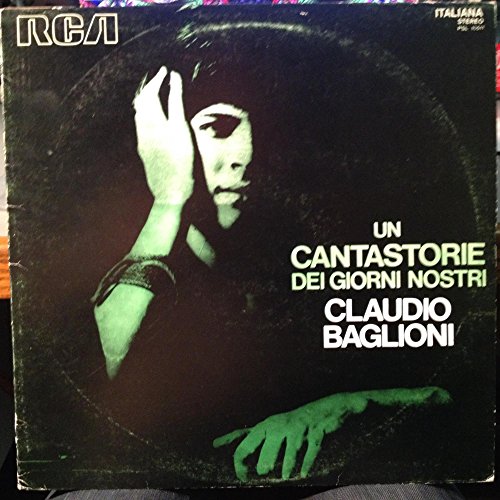 RCA
ITALIANA
STEREO
UN
CANTASTORIE
DEI GIORNI NOSTRI
CLAUDIO
BAGLIONI